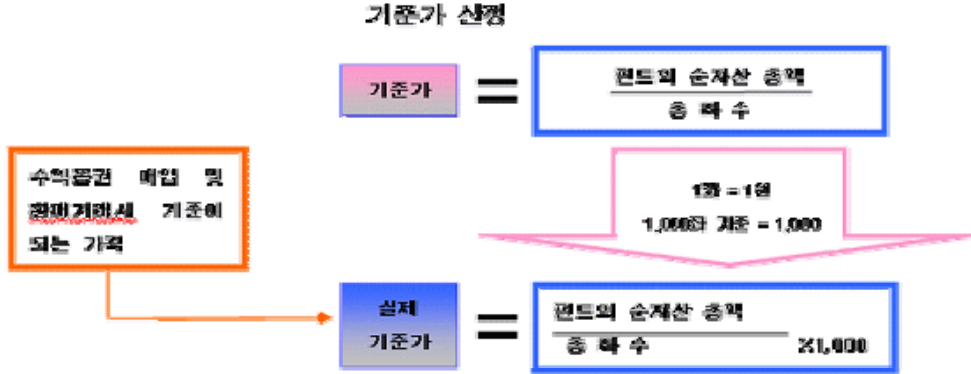 기준가 산정
기준가 = 펀드의 순자산 총액
총 좌 수
수익증권 매입 및
환매거래시 기준이
되는 가격
1좌 = 1원
1,000좌 기준 = 1,000
실제
기준가 = 펀드의 순자산 총액
총 좌 수 X1,000